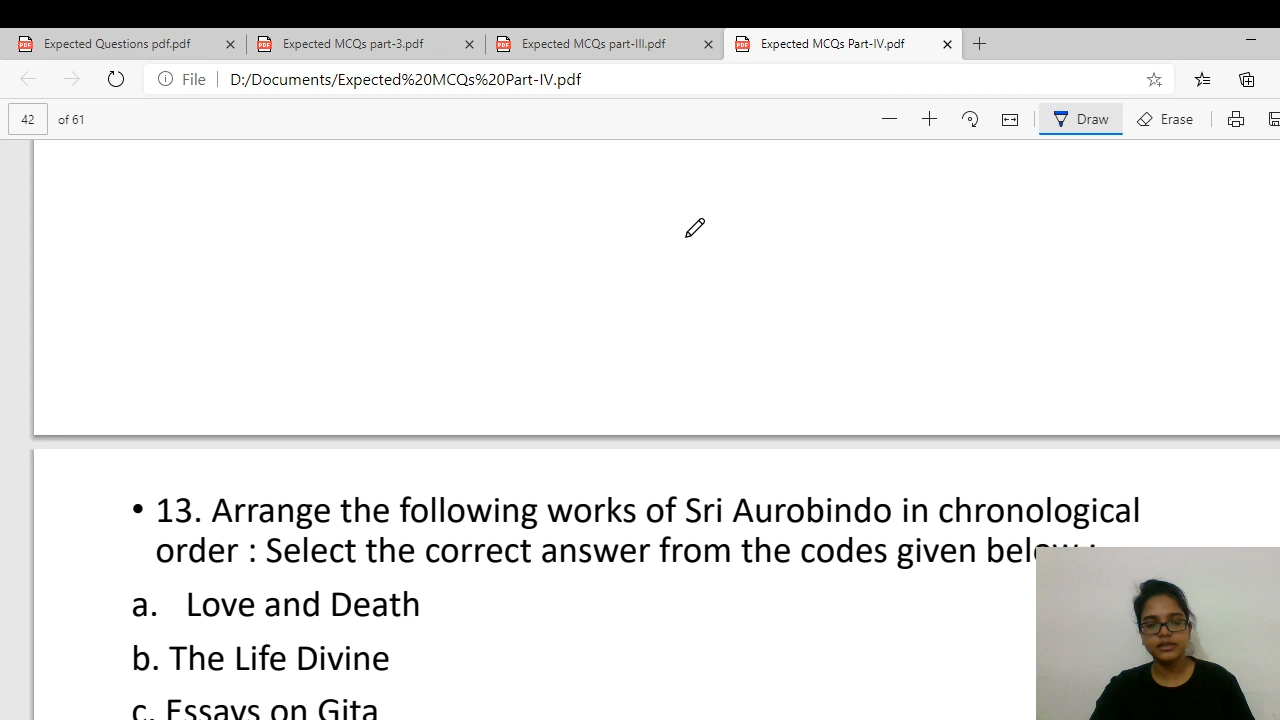 Expected Questions pdf.pdf
Expected MCQs part-3.pdf
Expected MCQs part-III.pdf
Expected MCQs Part-IV.pdf
File
D:/Documents/Expected%20MCQs%20Part-IV.pdf
42 of 61
Draw
Erase
• 13. Arrange the following works of Sri Aurobindo in chronological
order : Select the correct answer from the codes given below :
a. Love and Death
b. The Life Divine
c. Essays on Gita